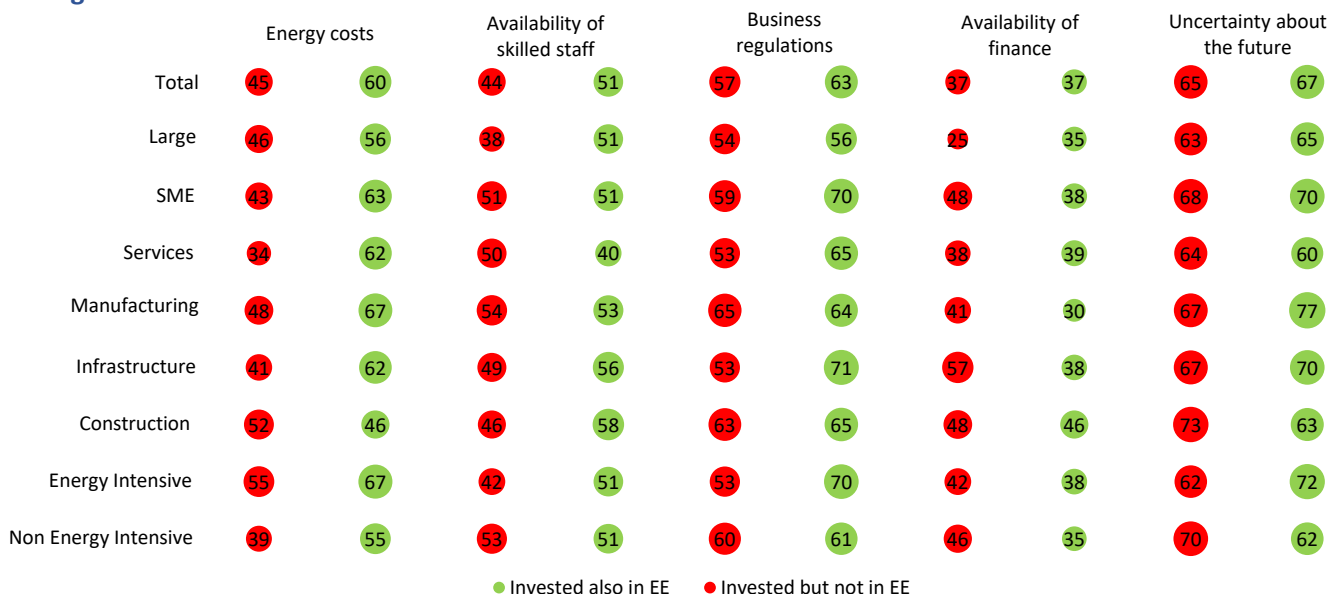 Energy costs
Availability of
skilled staff
Business
regulations
Availability of
finance
Uncertainty about
the future
Total 45 60 44 51 57 63 37 37 65 67
Large 46 56 38 51 54 56 25 35 63 65
SME 43 63 51 51 59 70 48 38 68 70
Services 34 62 50 40 53 65 38 39 64 60
Manufacturing 48 67 54 53 65 64 41 30 67 77
Infrastructure 41 62 49 56 53 71 57 38 67 70
Construction 52 46 46 58 63 65 48 46 73 63
Energy Intensive 55 67 42 51 53 70 42 38 62 72
Non Energy Intensive 39 55 53 51 60 61 46 35 70 62
Invested also in EE Invested but not in EE